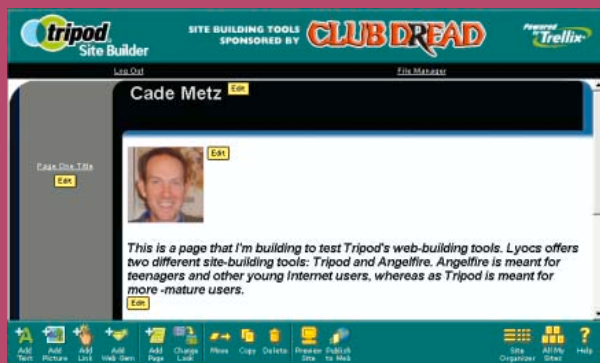 tripod
Site Builder
SITE BUILDING TOOLS
SPONSORED BY
CLUB DREAD
Powered
by Trellix
Log Out
File Manager
Cade Metz Edit
Page One Title
Edit
Edit
This is a page that I'm building to test Tripod's web-building tools. Lyocs offers
two different site-building tools: Tripod and Angelfire. Angelfire is meant for
teenagers and other young Internet users, whereas as Tripod is meant for
more -mature users.
Edit
Add Text
Add Picture
Add Link
Add Web Gem
Add Page
Change Look
Move
Copy
Delete
Preview Site
Publish to Web
Site Organizer
All My Sites
Help